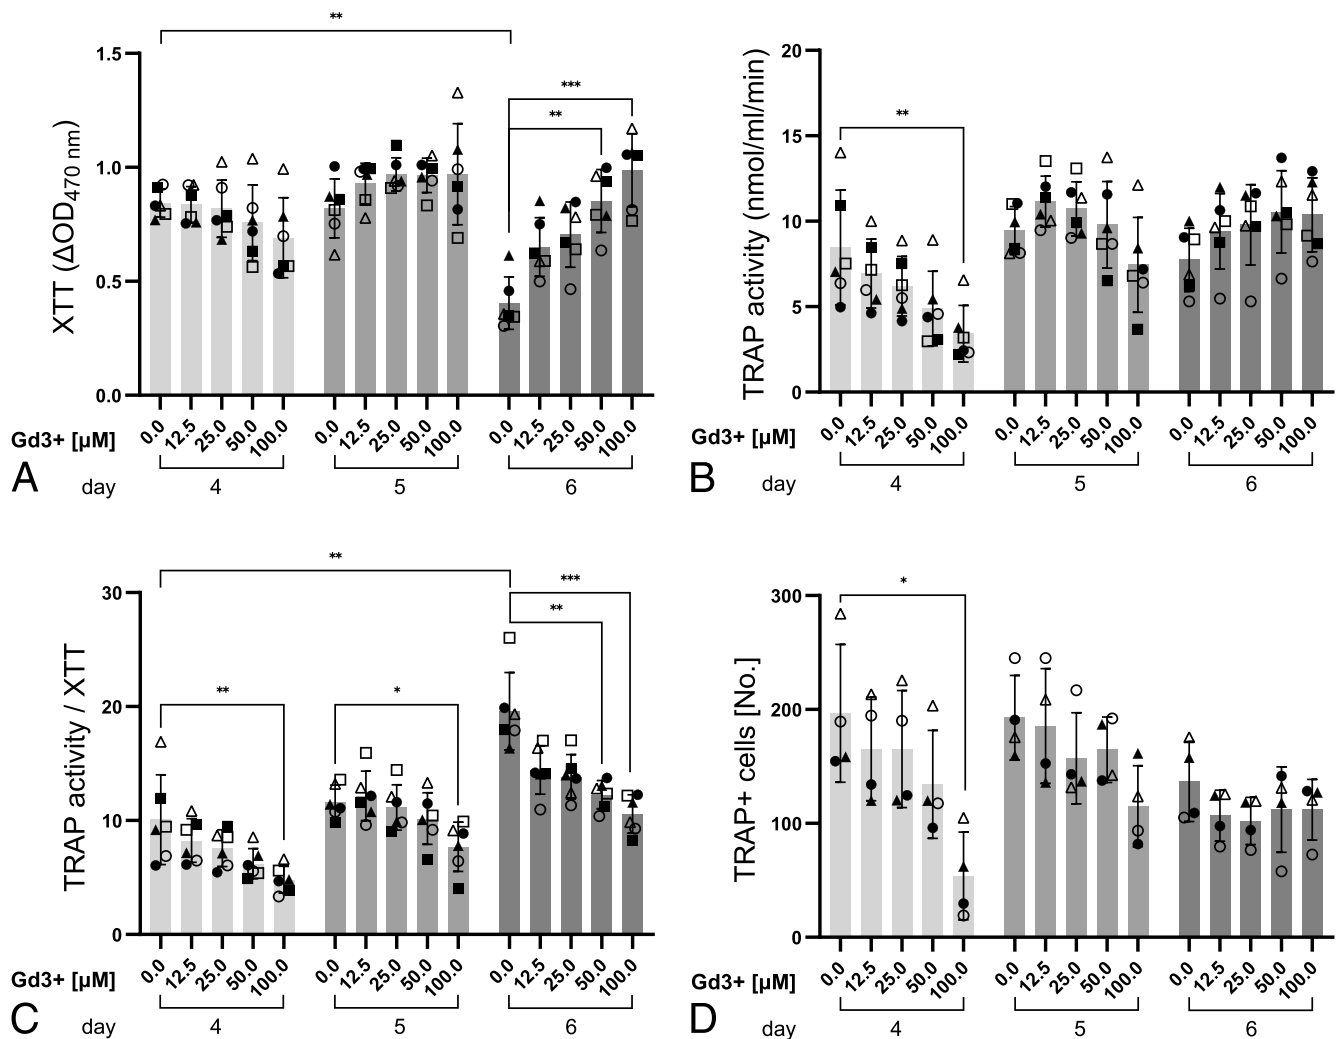 **
1.5
1.0
0.5
0.0
XTT (ΔOD470 nm)
***
**
0.0 12.5 25.0 50.0 100.0 0.0 12.5 25.0 50.0 100.0 0.0 12.5 25.0 50.0 100.0
Gd3+ [µM]
A day 4 5 6
20
15
10
5
0
TRAP activity (nmol/ml/min)
**
0.0 12.5 25.0 50.0 100.0 0.0 12.5 25.0 50.0 100.0 0.0 12.5 25.0 50.0 100.0
Gd3+ [µM]
B day 4 5 6
**
30
20
10
0
TRAP activity / XTT
***
**
**
*
0.0 12.5 25.0 50.0 100.0 0.0 12.5 25.0 50.0 100.0 0.0 12.5 25.0 50.0 100.0
Gd3+ [µM]
C day 4 5 6
300
200
100
0
TRAP+ cells [No.]
*
0.0 12.5 25.0 50.0 100.0 0.0 12.5 25.0 50.0 100.0 0.0 12.5 25.0 50.0 100.0
Gd3+ [µM]
D day 4 5 6